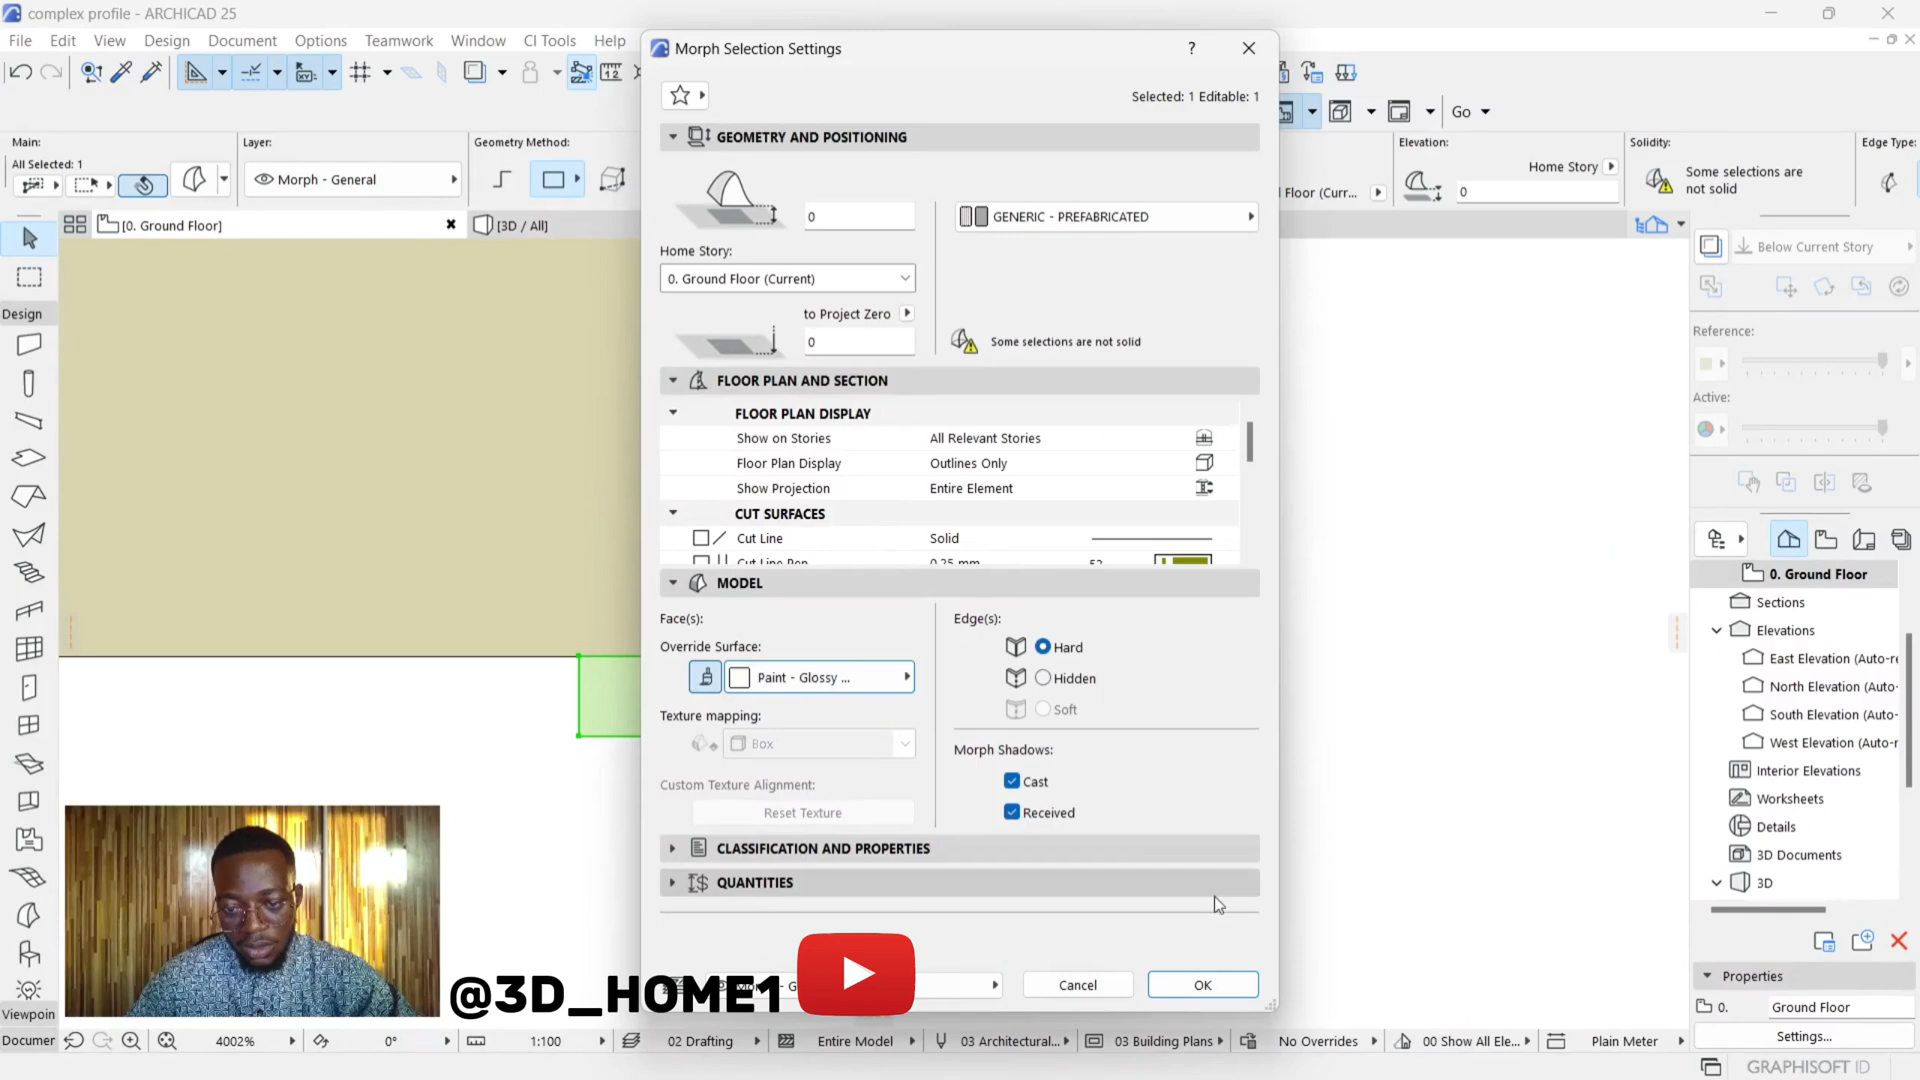 complex profile - ARCHICAD 25
File Edit View Design Document Options Teamwork Window CI Tools Help
Morph Selection Settings
?
Selected: 1 Editable: 1
GEOMETRY AND POSITIONING
0
GENERIC - PREFABRICATED
Home Story:
0. Ground Floor (Current)
to Project Zero
0
Some selections are not solid
FLOOR PLAN AND SECTION
FLOOR PLAN DISPLAY
Show on Stories All Relevant Stories
Floor Plan Display Outlines Only
Show Projection Entire Element
CUT SURFACES
Cut Line Solid
Cut Line Pen 0.25 mm 52
MODEL
Face(s):
Override Surface:
Paint - Glossy ...
Texture mapping:
Box
Custom Texture Alignment:
Reset Texture
Edge(s):
Hard
Hidden
Soft
Morph Shadows:
Cast
Received
CLASSIFICATION AND PROPERTIES
QUANTITIES
Cancel OK
Main:
All Selected: 1
Layer:
Morph - General
Geometry Method:
[0. Ground Floor]
[3D / All]
Design
Viewpoin
Documer
@3D_HOME1
Go
Elevation:
Home Story
l Floor (Curr...
0
Solidity:
Some selections are
not solid
Edge Type:
Below Current Story
Reference:
Active:
0. Ground Floor
Sections
Elevations
East Elevation (Auto-re
North Elevation (Auto-
South Elevation (Auto-
West Elevation (Auto-r
Interior Elevations
Worksheets
Details
3D Documents
3D
Properties
0. Ground Floor
Settings...
4002% 0° 1:100 02 Drafting Entire Model 03 Architectural... 03 Building Plans No Overrides 00 Show All Ele... Plain Meter
GRAPHISOFT ID